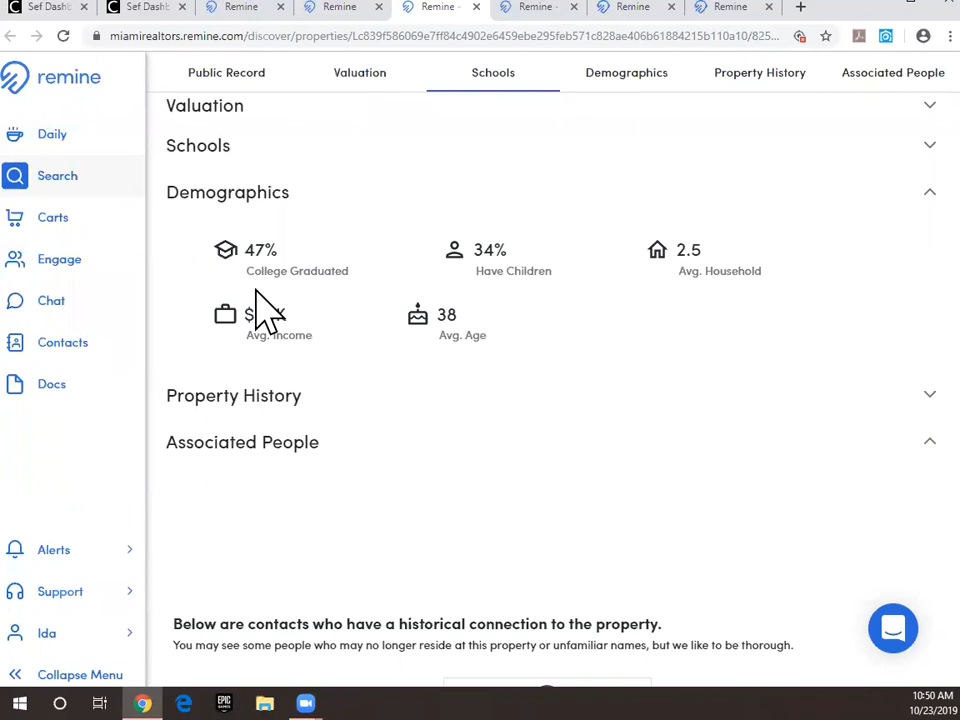 Sef Dasht
Sef Dasht
Remine
Remine
Remine -
Remine -
Remine
Remine
miamirealtors.remine.com/discover/properties/Lc839f586069e7ff84c4902c6459ebe295feb571c828ae406b61884215b110a10/825...
remine
Public Record
Valuation
Schools
Demographics
Property History
Associated People
Daily
Search
Carts
Engage
Chat
Contacts
Docs
Alerts
Support
Ida
Collapse Menu
Valuation
Schools
Demographics
47%
College Graduated
34%
Have Children
2.5
Avg. Household
Avg. Income
38
Avg. Age
Property History
Associated People
Below are contacts who have a historical connection to the property.
You may see some people who may no longer reside at this property or unfamiliar names, but we like to be thorough.
EPIC GAMES
10:50 AM
10/23/2019